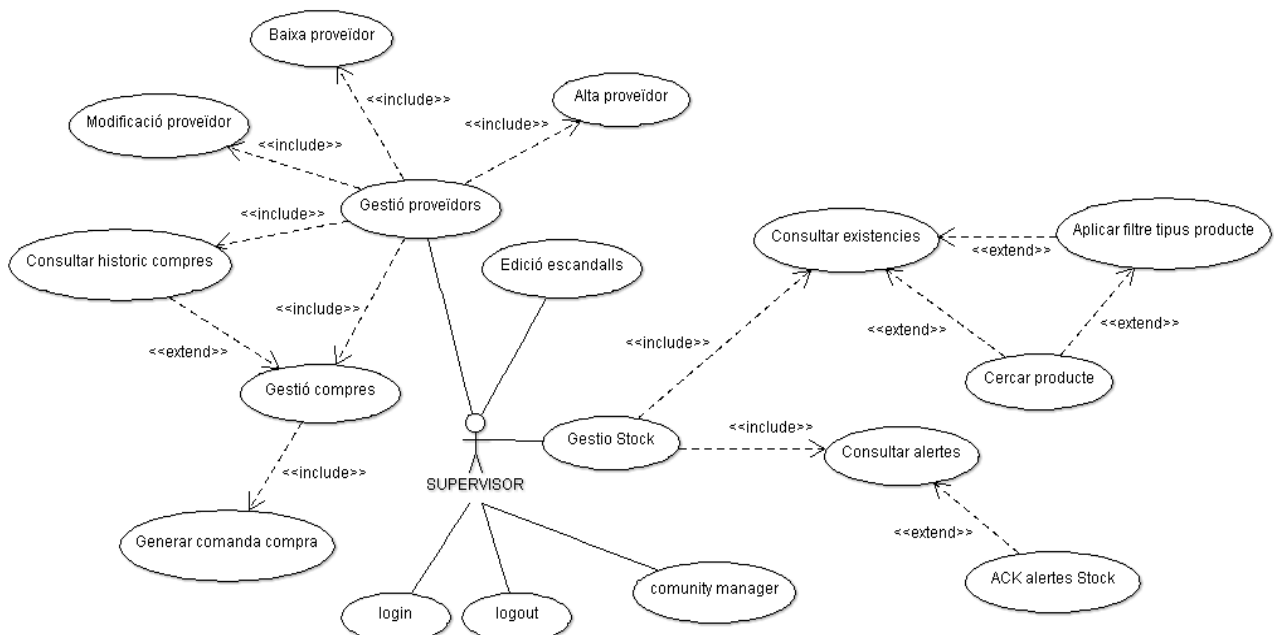 Baixa proveïdor
<<include>>
Alta proveïdor
Modificació proveïdor
<<include>>
<<include>>
Gestió proveïdors
<<include>>
Consultar historic compres
Edició escandalls
Consultar existencies
Aplicar filtre tipus producte
<<extend>>
<<include>>
<<extend>>
<<include>>
<<extend>>
<<extend>>
Gestió compres
Cercar producte
Gestio Stock
<<include>>
Consultar alertes
<<include>>
SUPERVISOR
Generar comanda compra
<<extend>>
ACK alertes Stock
comunity manager
login
logout